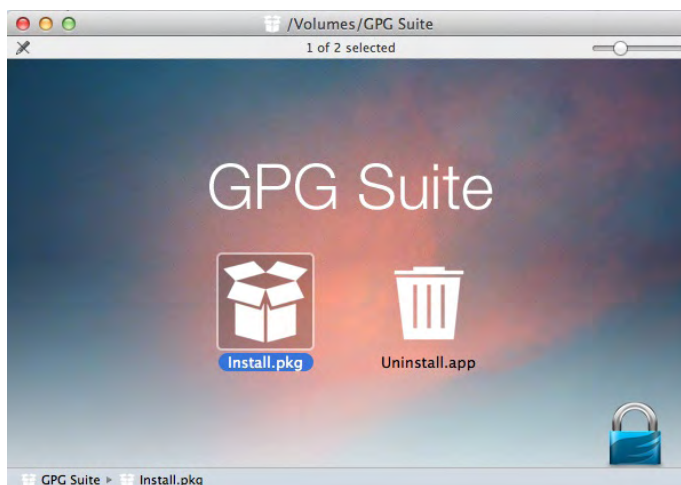 /Volumes/GPG Suite
1 of 2 selected
GPG Suite
Install.pkg
Uninstall.app
GPG Suite ▸ Install.pkg